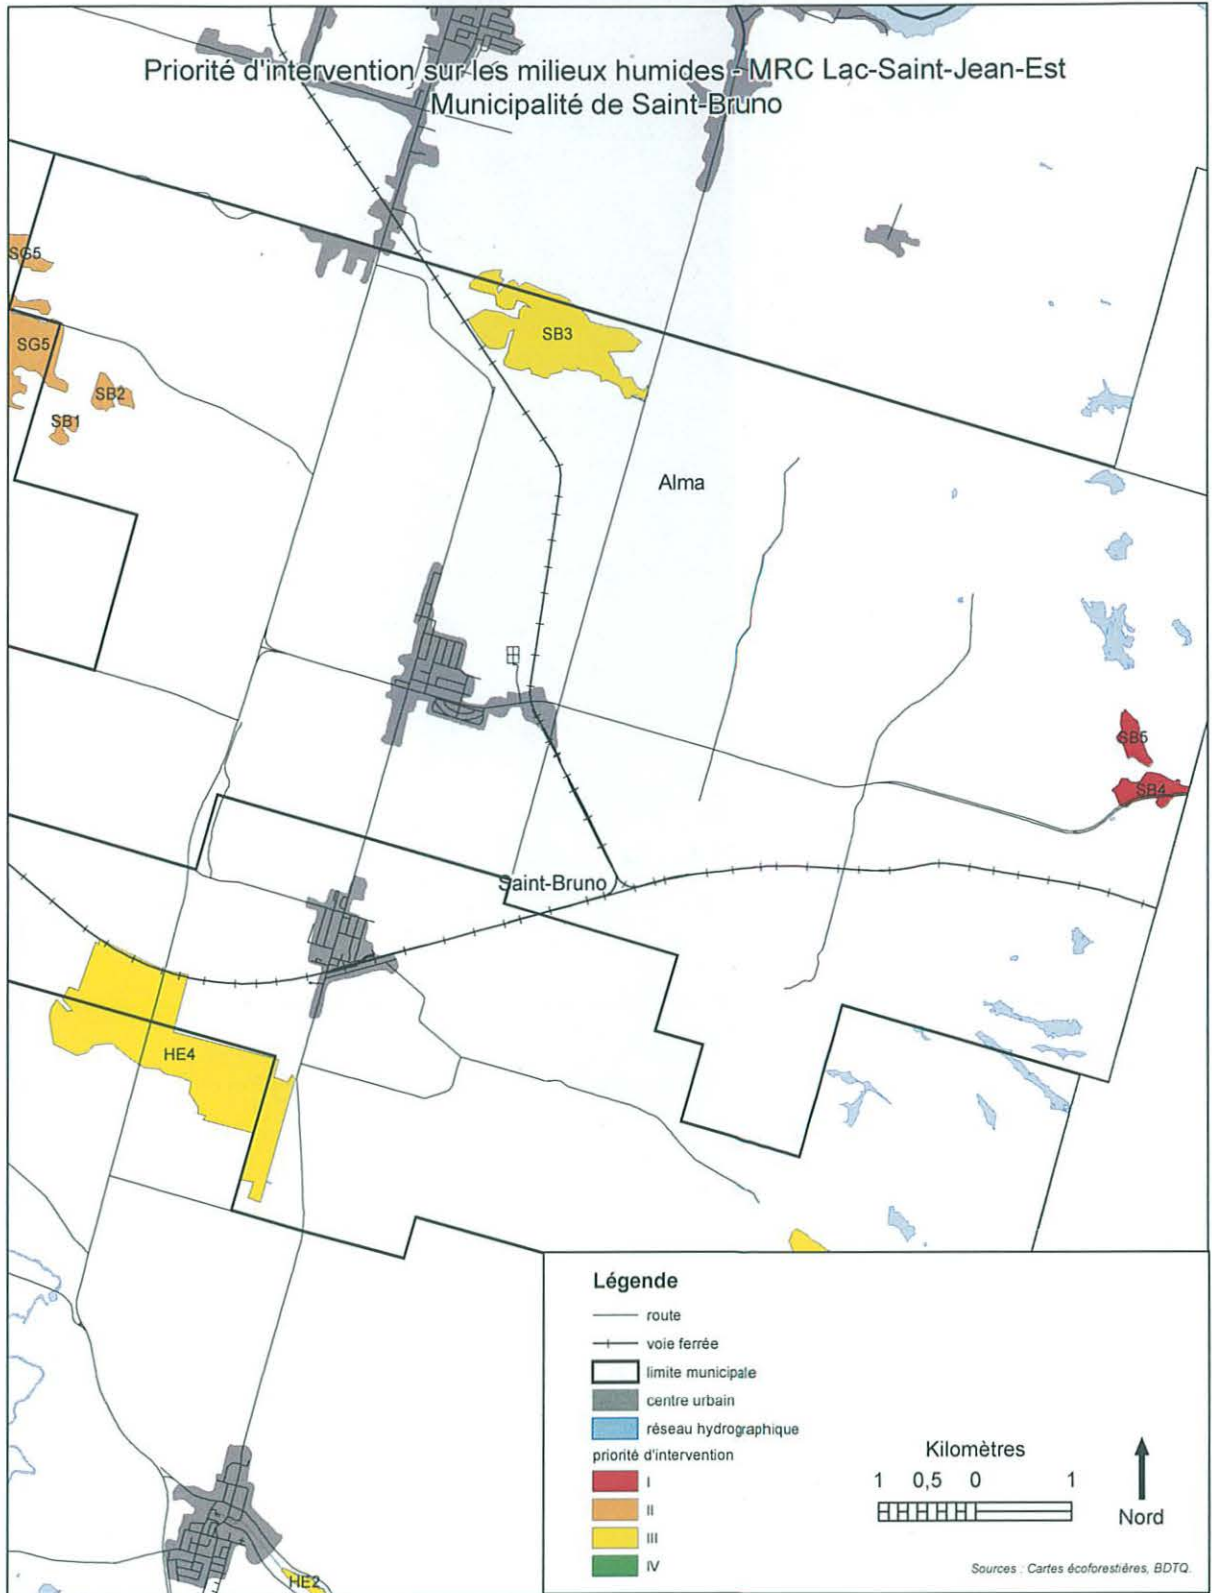 Priorité d'intervention sur les milieux humides - MRC Lac-Saint-Jean-Est
Municipalité de Saint-Bruno
SG5
SB3
SG5
SB2
SB1
Alma
SB5
SB4
Saint-Bruno
HE4
Légende
route
voie ferrée
limite municipale
centre urbain
réseau hydrographique
priorité d'intervention
I
II
III
IV
Kilomètres
1 0,5 0 1
Nord
Sources : Cartes écoforestières, BDTQ.
HE2